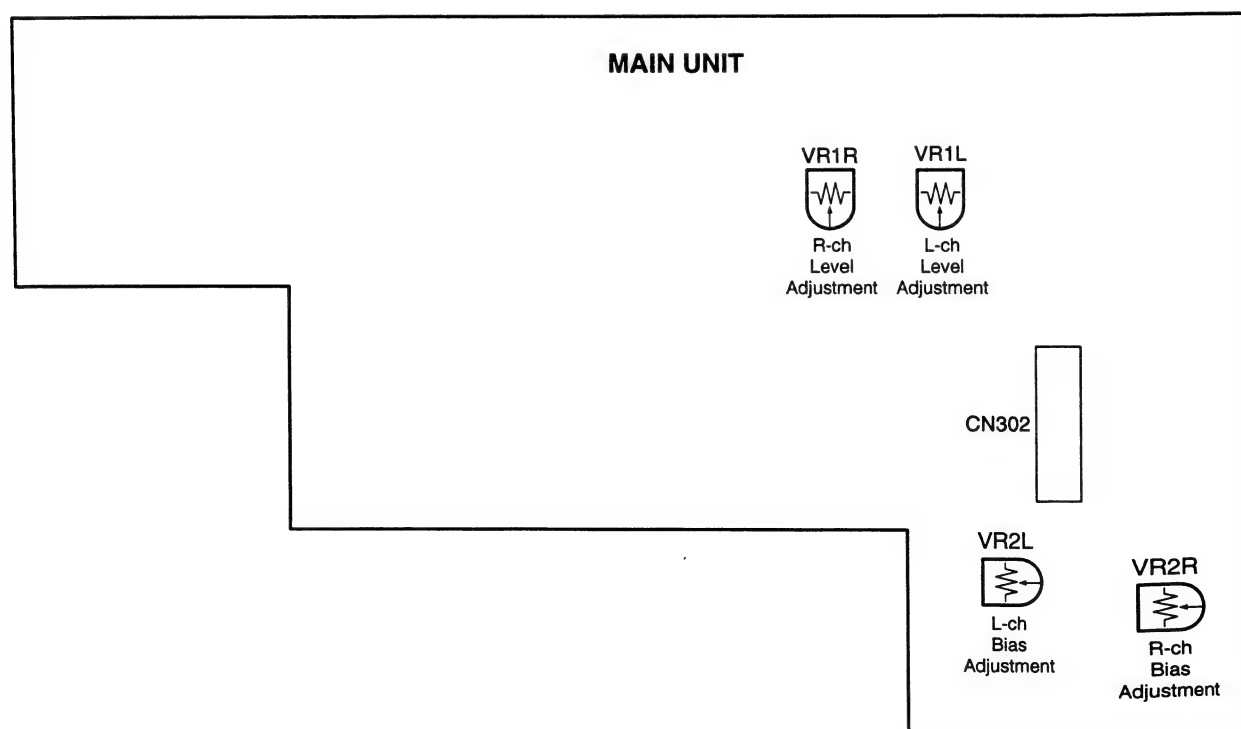 MAIN UNIT
VR1R
R-ch
Level
Adjustment
VR1L
L-ch
Level
Adjustment
CN302
VR2L
L-ch
Bias
Adjustment
VR2R
R-ch
Bias
Adjustment